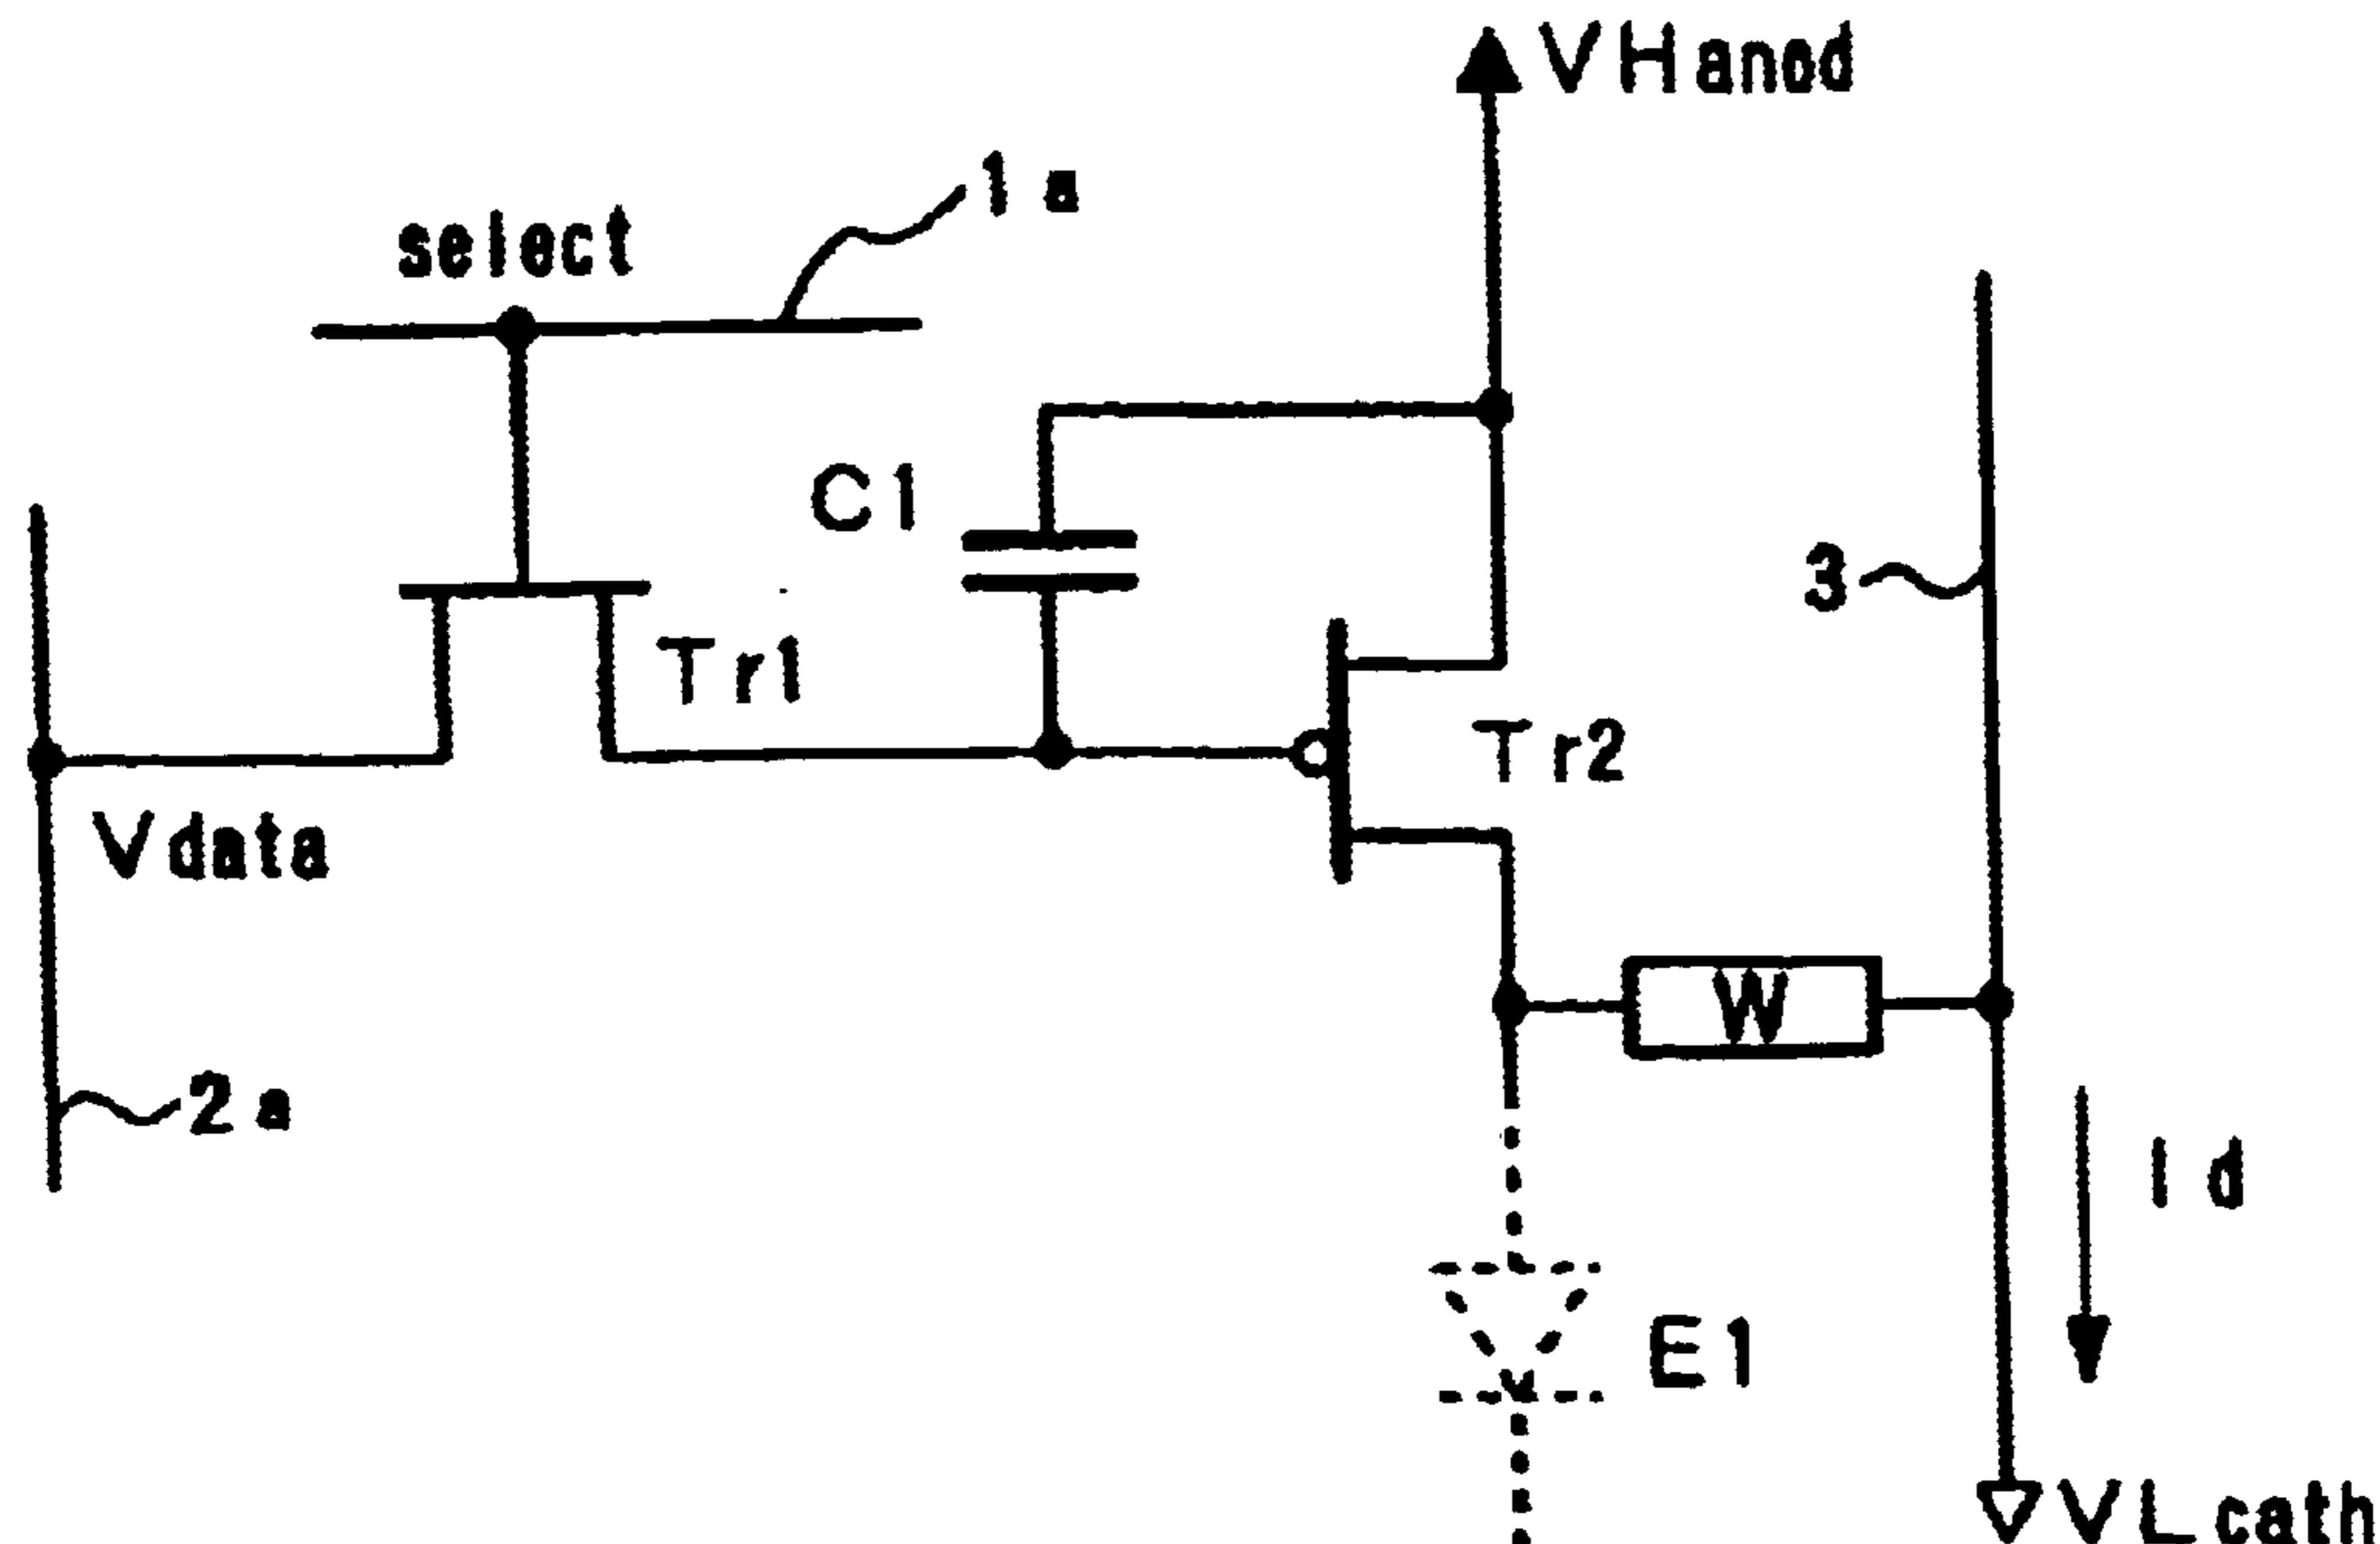 VHanod
1a
select
C1
3
Tr1
Tr2
Vdata
W
2a
Id
E1
VLcath